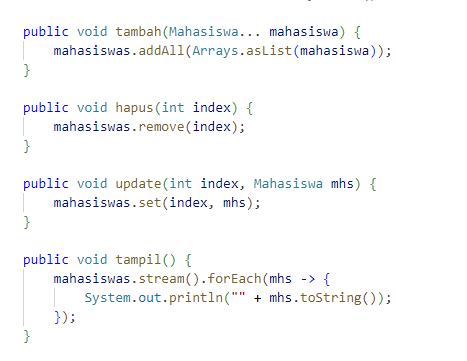 public void tambah(Mahasiswa... mahasiswa) {
    mahasiswas.addAll(Arrays.asList(mahasiswa));
}
public void hapus(int index) {
    mahasiswas.remove(index);
}
public void update(int index, Mahasiswa mhs) {
    mahasiswas.set(index, mhs);
}
public void tampil() {
    mahasiswas.stream().forEach(mhs -> {
        System.out.println("" + mhs.toString());
    });
}